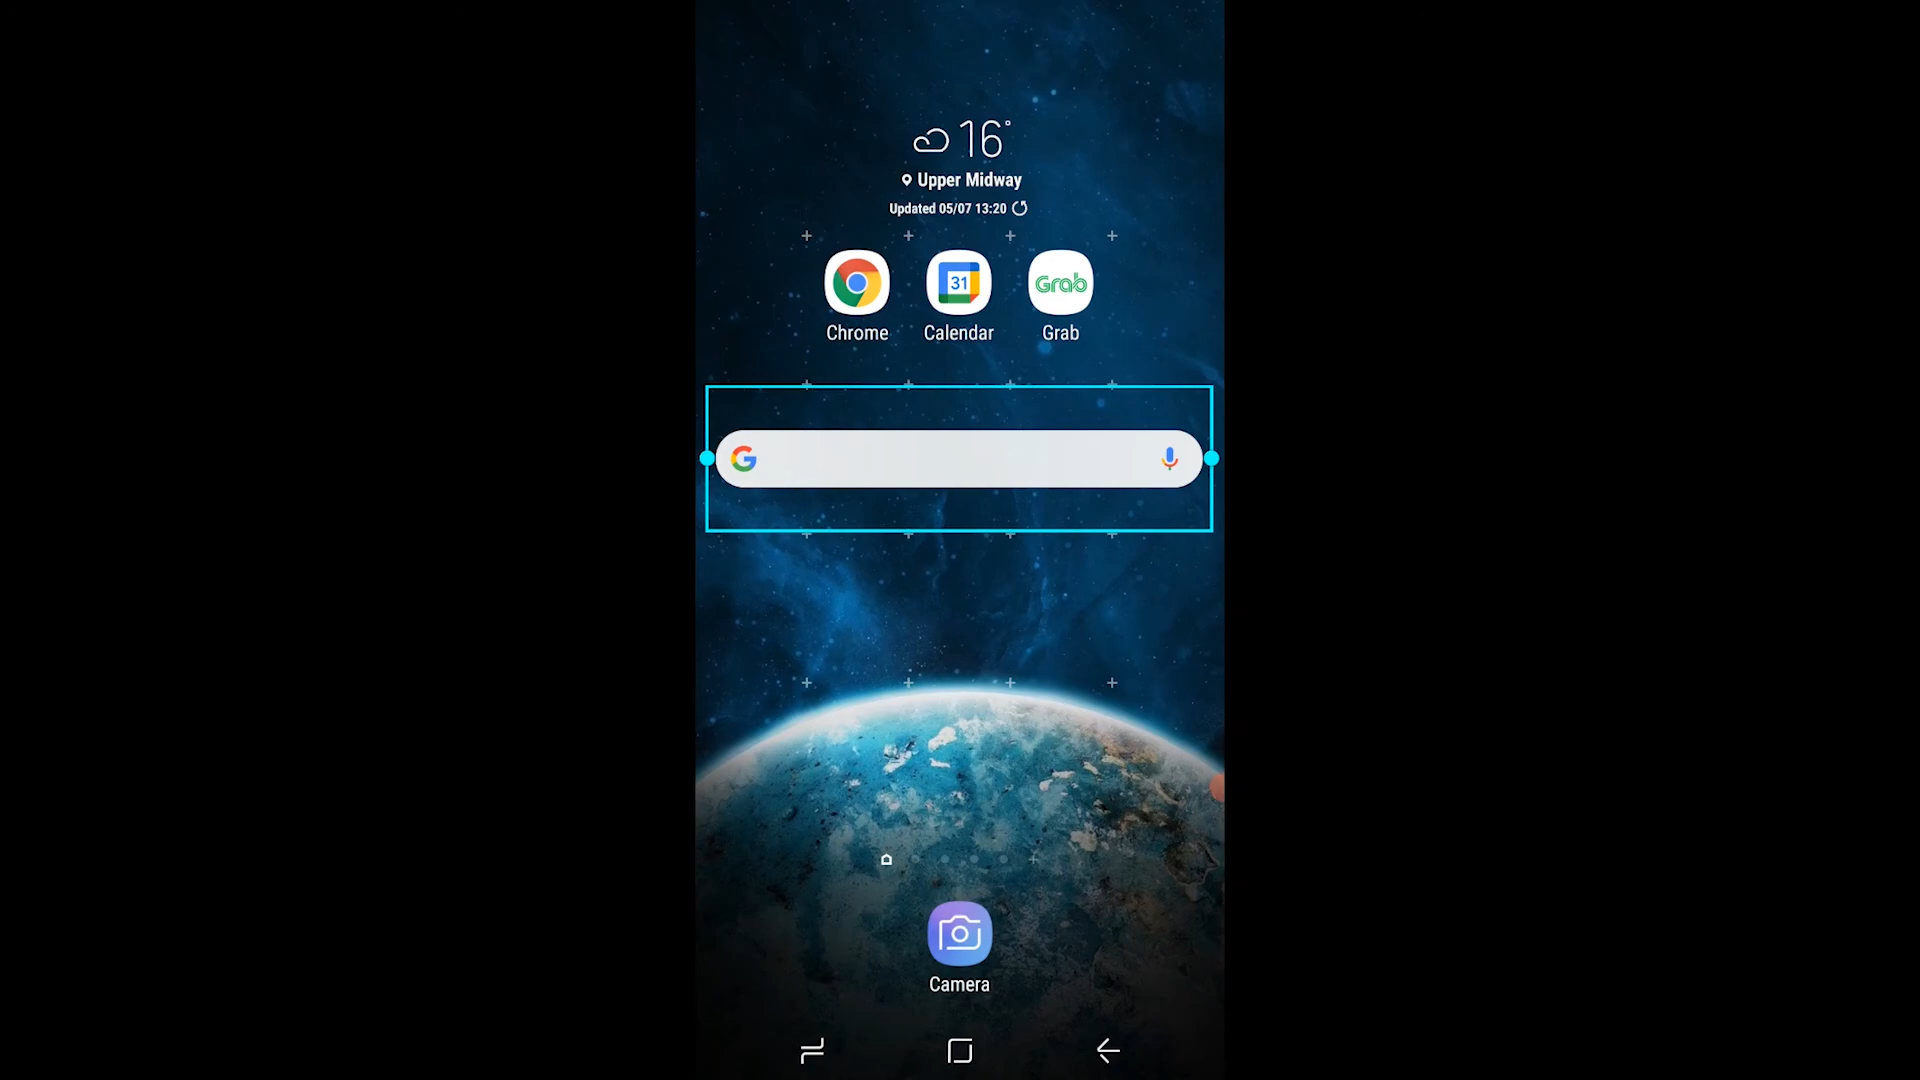 16°
Upper Midway
Updated 05/07 13:20
31
Grab
Chrome
Calendar
Grab
G
Camera